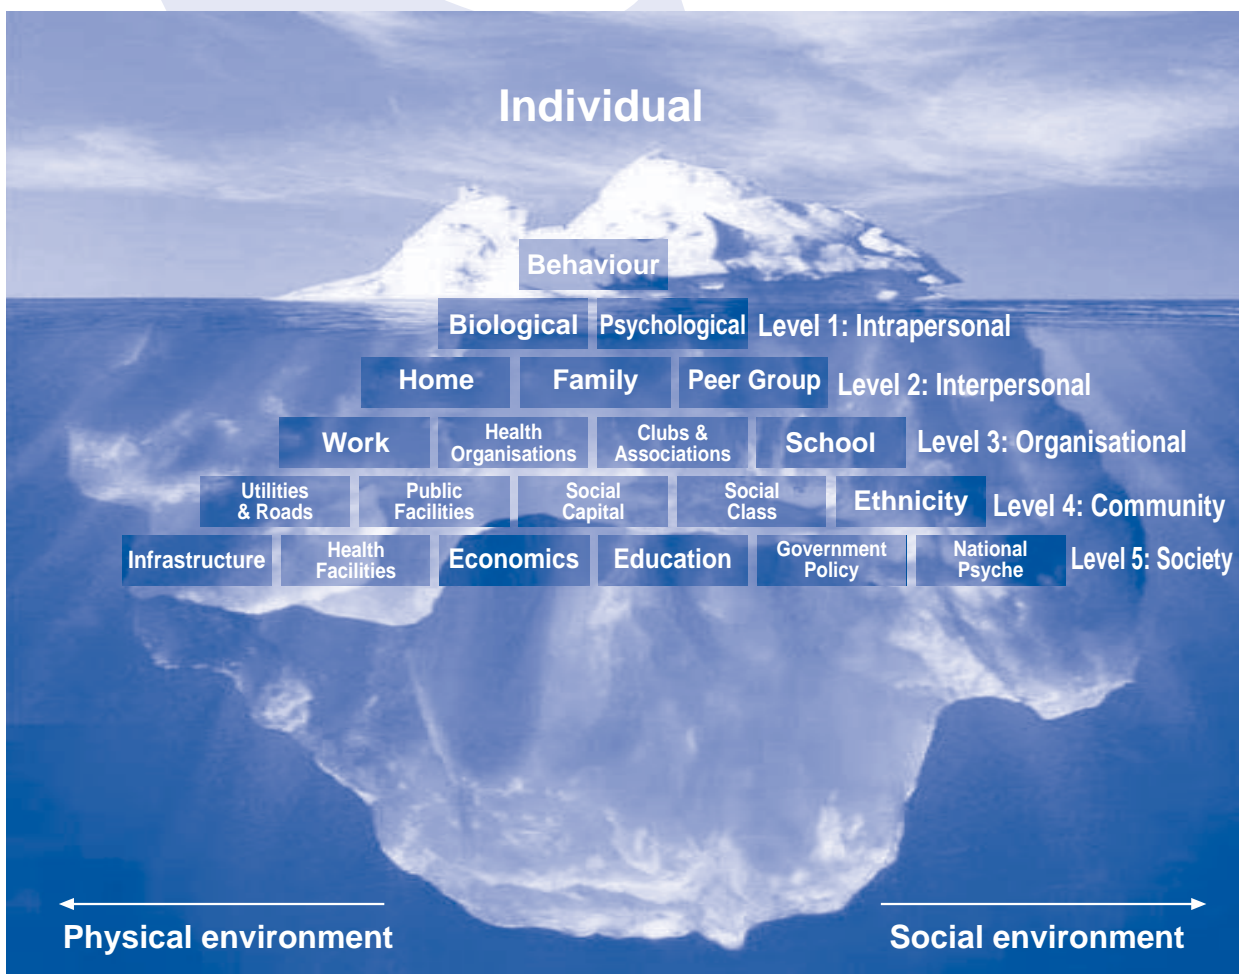 Individual
Behaviour
Biological Psychological Level 1: Intrapersonal
Home Family Peer Group Level 2: Interpersonal
Work Health Organisations Clubs & Associations School Level 3: Organisational
Utilities & Roads Public Facilities Social Capital Social Class Ethnicity Level 4: Community
Infrastructure Health Facilities Economics Education Government Policy National Psyche Level 5: Society
Physical environment Social environment